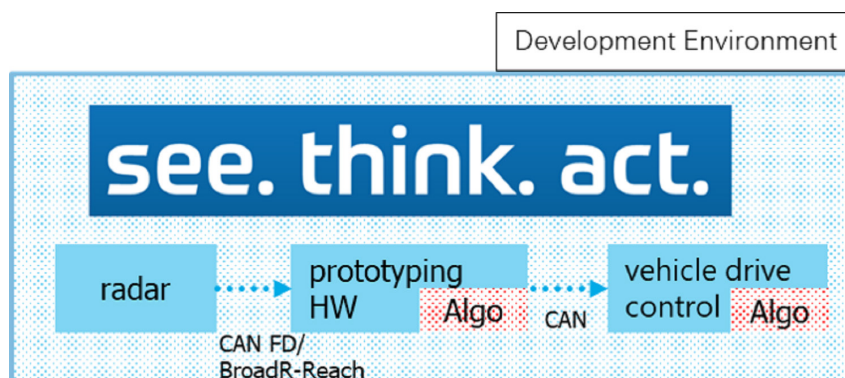 Development Environment
see. think. act.
radar
prototyping
HW
Algo
vehicle drive
control
Algo
CAN FD/
BroadR-Reach
CAN